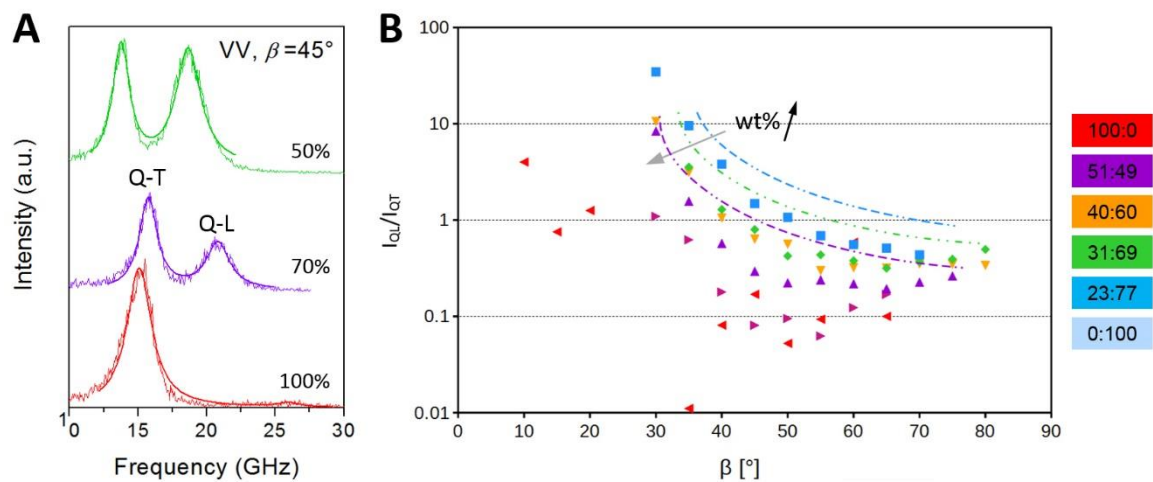 A
VV, β =45°
50%
Q-T
Q-L
70%
100%
Intensity (a.u.)
1
0 15 20 25 30
Frequency (GHz)
B
100
10
1
0.1
0.01
I_QL/I_QT
wt%
0 10 20 30 40 50 60 70 80 90
β [°]
100:0
51:49
40:60
31:69
23:77
0:100